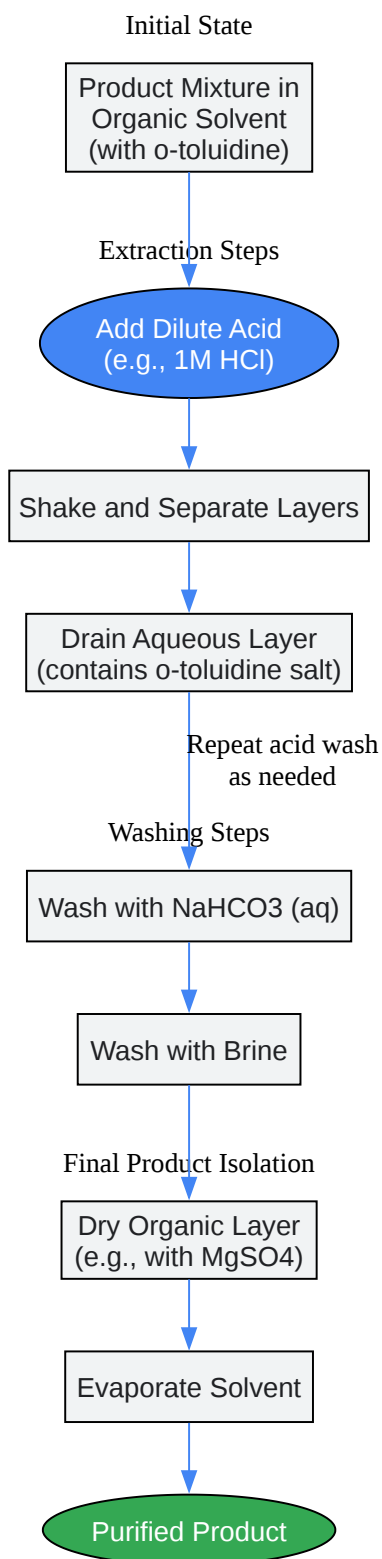 Initial State
Product Mixture in
Organic Solvent
(with o-toluidine)
Extraction Steps
Add Dilute Acid
(e.g., 1M HCl)
Shake and Separate Layers
Drain Aqueous Layer
(contains o-toluidine salt)
Repeat acid wash
as needed
Washing Steps
Wash with NaHCO3 (aq)
Wash with Brine
Final Product Isolation
Dry Organic Layer
(e.g., with MgSO4)
Evaporate Solvent
Purified Product